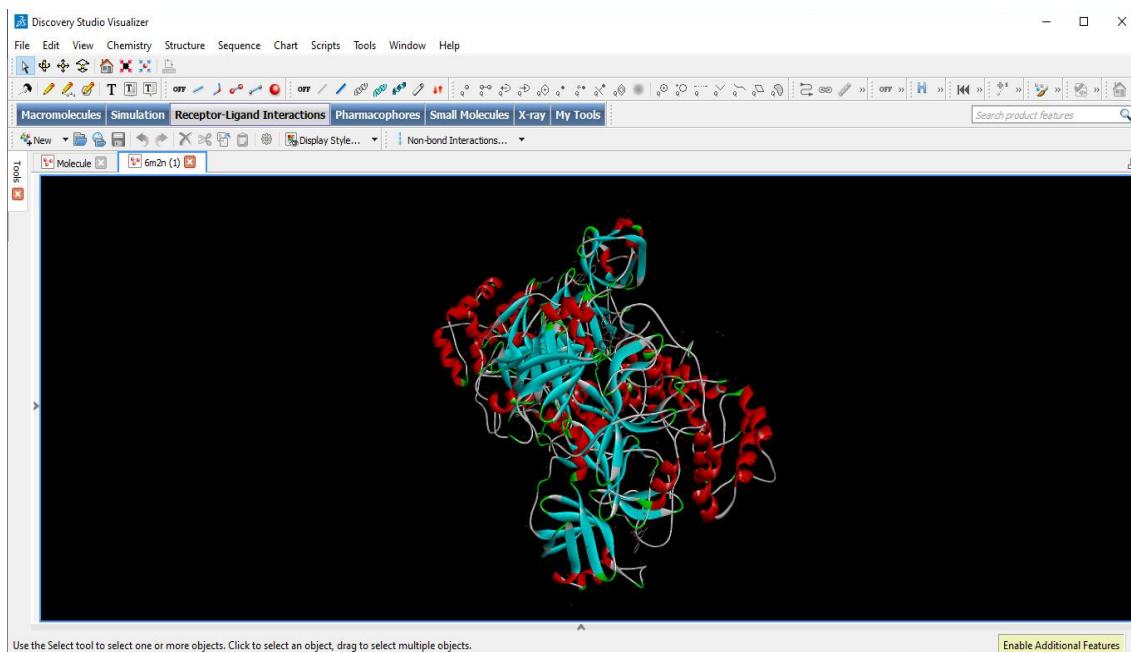 Discovery Studio Visualizer
File Edit View Chemistry Structure Sequence Chart Scripts Tools Window Help
T OFF OFF OFF
Macromolecules Simulation Receptor-Ligand Interactions Pharmacophores Small Molecules X-ray My Tools Search product features
New Display Style... Non-bond Interactions...
Tools Molecule 6m2n (1)
Use the Select tool to select one or more objects. Click to select an object, drag to select multiple objects. Enable Additional Features